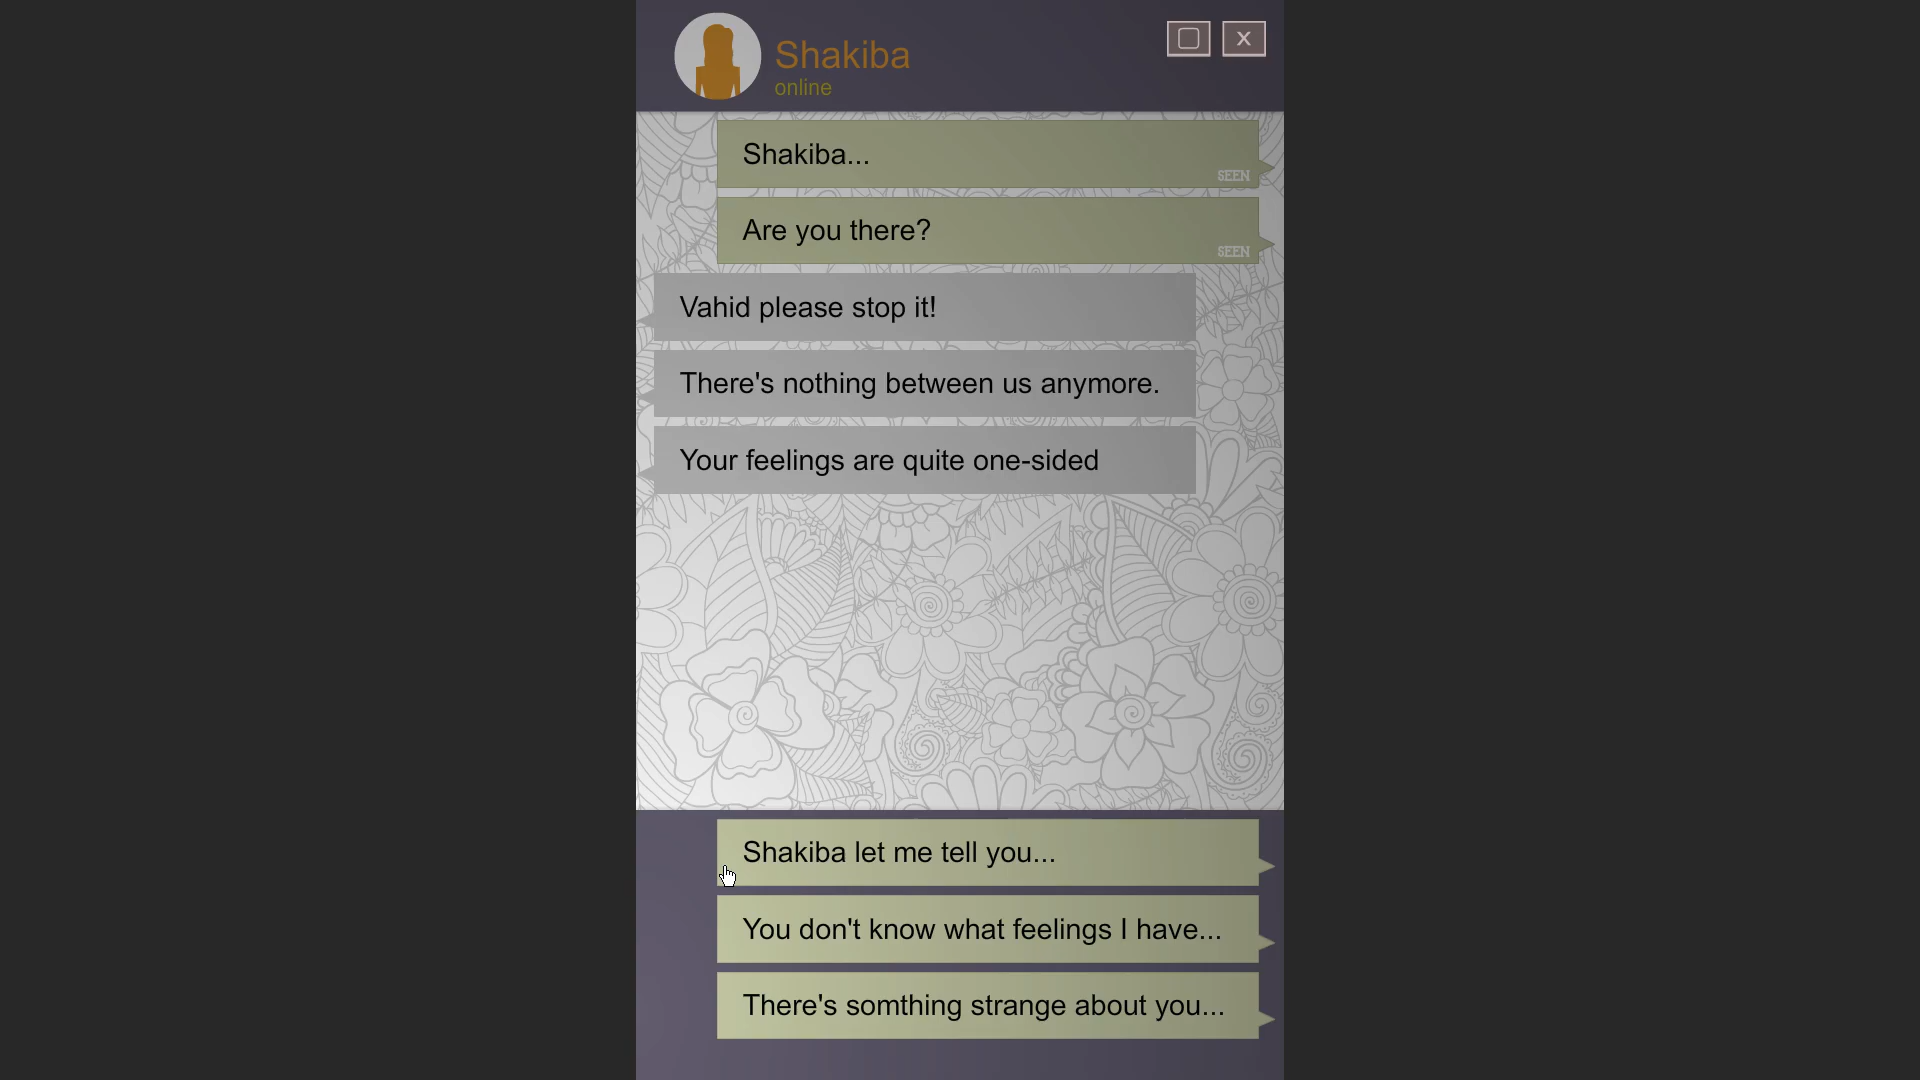 Shakiba
online
X
Shakiba...
SEEN
Are you there?
SEEN
Vahid please stop it!
There's nothing between us anymore.
Your feelings are quite one-sided
Shakiba let me tell you...
You don't know what feelings I have...
There's somthing strange about you...